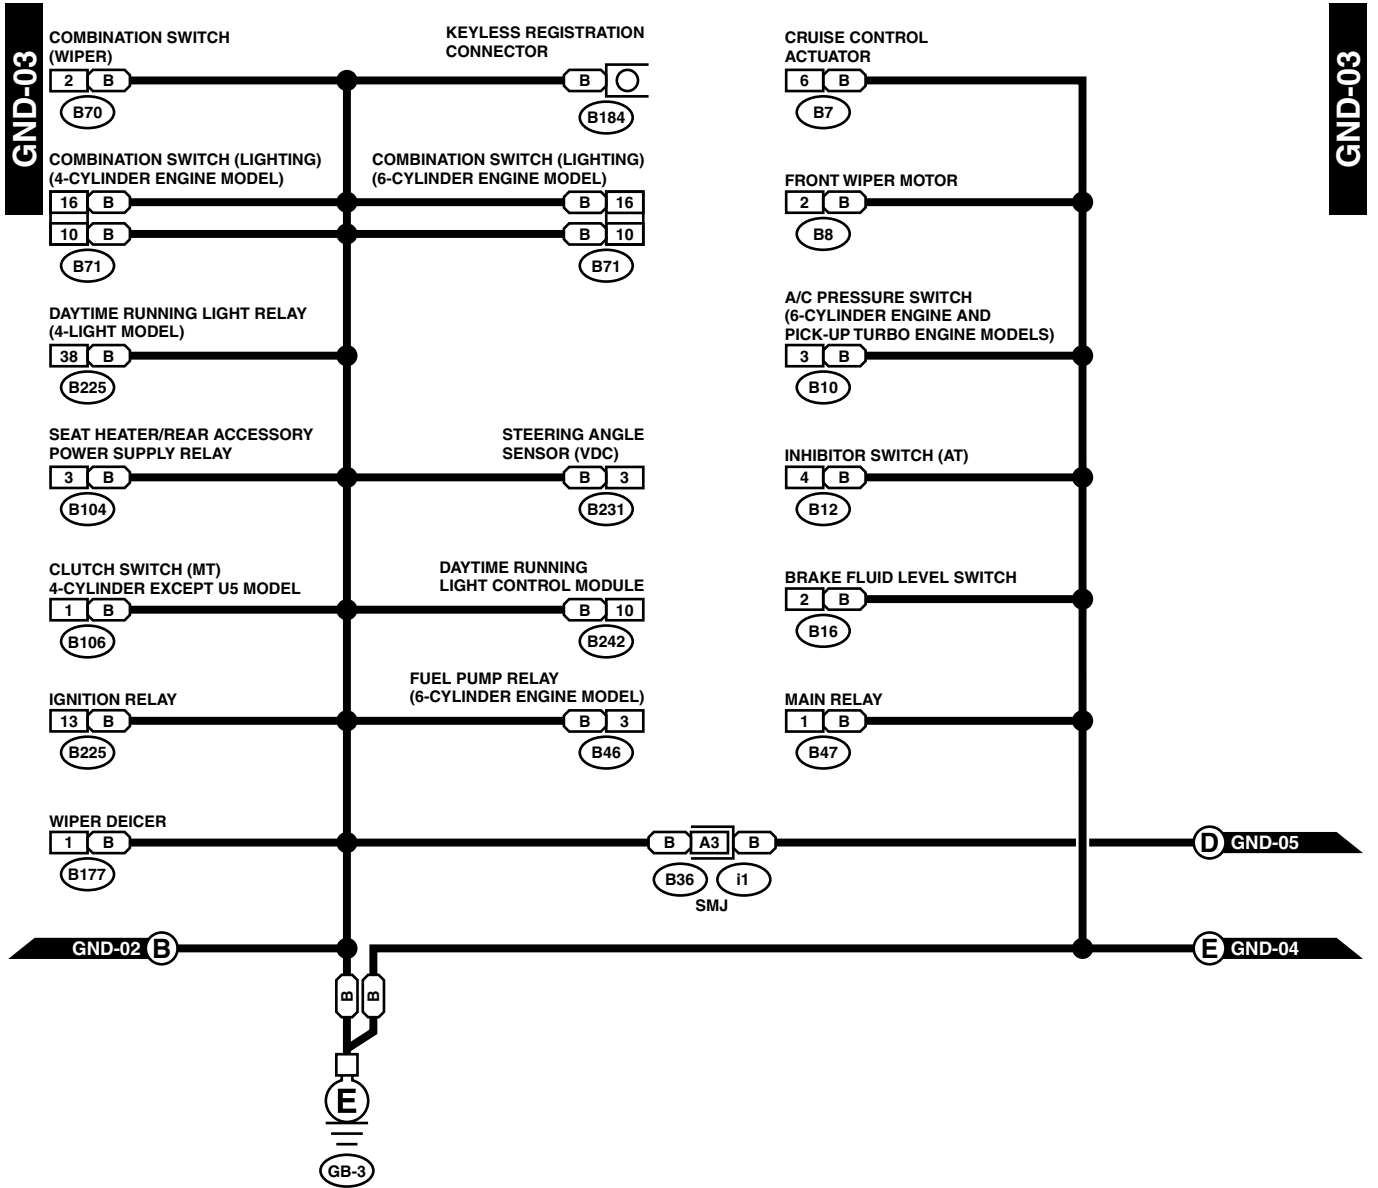 GND-03
GND-03
COMBINATION SWITCH
(WIPER)
2 B
B70
KEYLESS REGISTRATION
CONNECTOR
B
B184
CRUISE CONTROL
ACTUATOR
6 B
B7
COMBINATION SWITCH (LIGHTING)
(4-CYLINDER ENGINE MODEL)
16 B
10 B
B71
COMBINATION SWITCH (LIGHTING)
(6-CYLINDER ENGINE MODEL)
B 16
B 10
B71
FRONT WIPER MOTOR
2 B
B8
DAYTIME RUNNING LIGHT RELAY
(4-LIGHT MODEL)
38 B
B225
A/C PRESSURE SWITCH
(6-CYLINDER ENGINE AND
PICK-UP TURBO ENGINE MODELS)
3 B
B10
SEAT HEATER/REAR ACCESSORY
POWER SUPPLY RELAY
3 B
B104
STEERING ANGLE
SENSOR (VDC)
B 3
B231
INHIBITOR SWITCH (AT)
4 B
B12
CLUTCH SWITCH (MT)
4-CYLINDER EXCEPT U5 MODEL
1 B
B106
DAYTIME RUNNING
LIGHT CONTROL MODULE
B 10
B242
BRAKE FLUID LEVEL SWITCH
2 B
B16
IGNITION RELAY
13 B
B225
FUEL PUMP RELAY
(6-CYLINDER ENGINE MODEL)
B 3
B46
MAIN RELAY
1 B
B47
WIPER DEICER
1 B
B177
B A3 B
B36 i1
SMJ
D GND-05
GND-02 B
E GND-04
B B
E
GB-3